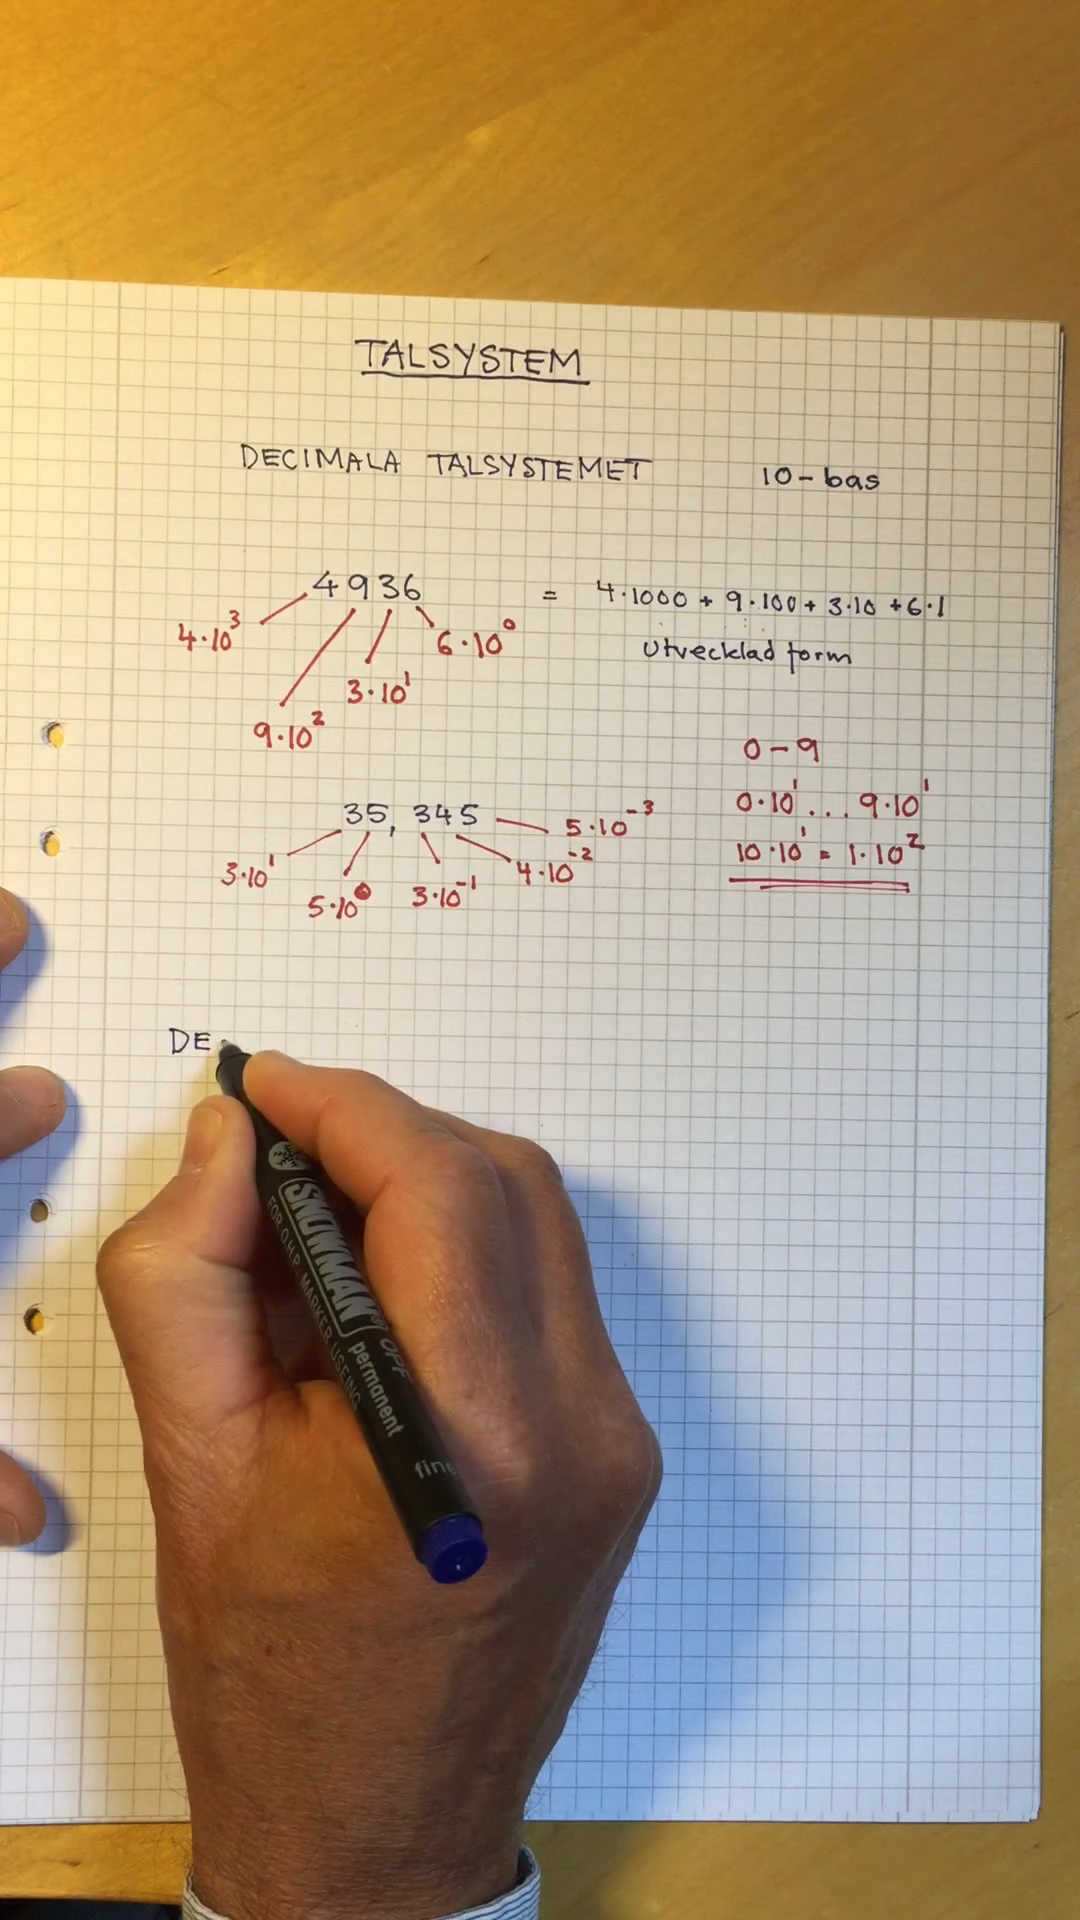 TALSYSTEM
DECIMALA TALSYSTEMET 10-bas
4936 = 4·1000 + 9·100 + 3·10 + 6·1
4·10³ 6·10⁰ Utvecklad form
3·10¹
9·10²
0-9
35,345 5·10⁻³ 0·10¹... 9·10¹
3·10¹ 5·10⁰ 3·10⁻¹ 4·10⁻² 10·10¹ = 1·10²
DE
SNOWMAN® OPF
FOR O.H.P. MARKER USEING
permanent
fine